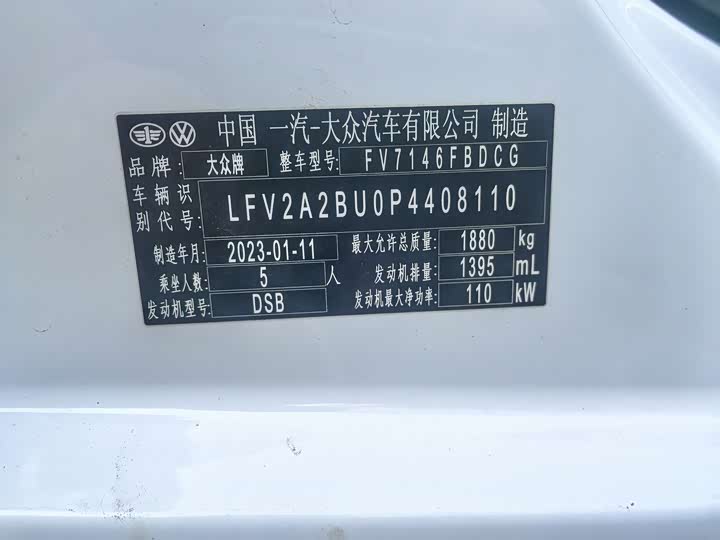 中国 一汽-大众汽车有限公司 制造
品牌: 大众牌 整车型号: FV7146FBDCG
车辆识别代号: LFV2A2BU0P4408110
制造年月: 2023-01-11 最大允许总质量: 1880 kg
乘坐人数: 5 人 发动机排量: 1395 mL
发动机型号: DSB 发动机最大净功率: 110 kW